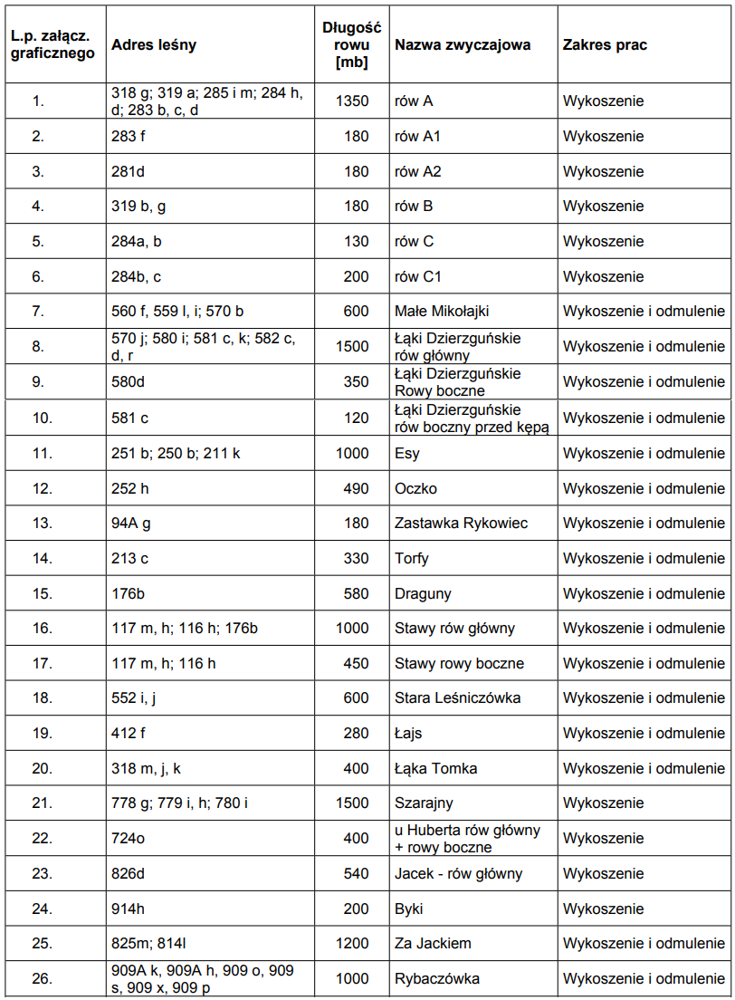 L.p. załącz. graficznego | Adres leśny | Długość rowu [mb] | Nazwa zwyczajowa | Zakres prac
1. | 318 g; 319 a; 285 i m; 284 h, d; 283 b, c, d | 1350 | rów A | Wykoszenie
2. | 283 f | 180 | rów A1 | Wykoszenie
3. | 281d | 180 | rów A2 | Wykoszenie
4. | 319 b, g | 180 | rów B | Wykoszenie
5. | 284a, b | 130 | rów C | Wykoszenie
6. | 284b, c | 200 | rów C1 | Wykoszenie
7. | 560 f, 559 l, i; 570 b | 600 | Małe Mikołajki | Wykoszenie i odmulenie
8. | 570 j; 580 i; 581 c, k; 582 c, d, r | 1500 | Łąki Dzierzguńskie rów główny | Wykoszenie i odmulenie
9. | 580d | 350 | Łąki Dzierzguńskie Rowy boczne | Wykoszenie i odmulenie
10. | 581 c | 120 | Łąki Dzierzguńskie rów boczny przed kępą | Wykoszenie i odmulenie
11. | 251 b; 250 b; 211 k | 1000 | Esy | Wykoszenie i odmulenie
12. | 252 h | 490 | Oczko | Wykoszenie i odmulenie
13. | 94A g | 180 | Zastawka Rykowiec | Wykoszenie i odmulenie
14. | 213 c | 330 | Torfy | Wykoszenie i odmulenie
15. | 176b | 580 | Draguny | Wykoszenie i odmulenie
16. | 117 m, h; 116 h; 176b | 1000 | Stawy rów główny | Wykoszenie i odmulenie
17. | 117 m, h; 116 h | 450 | Stawy rowy boczne | Wykoszenie i odmulenie
18. | 552 i, j | 600 | Stara Leśniczówka | Wykoszenie i odmulenie
19. | 412 f | 280 | Łajs | Wykoszenie i odmulenie
20. | 318 m, j, k | 400 | Łąka Tomka | Wykoszenie i odmulenie
21. | 778 g; 779 i, h; 780 i | 1500 | Szarajny | Wykoszenie
22. | 724o | 400 | u Huberta rów główny + rowy boczne | Wykoszenie
23. | 826d | 540 | Jacek - rów główny | Wykoszenie
24. | 914h | 200 | Byki | Wykoszenie
25. | 825m; 814l | 1200 | Za Jackiem | Wykoszenie i odmulenie
26. | 909A k, 909A h, 909 o, 909 s, 909 x, 909 p | 1000 | Rybaczówka | Wykoszenie i odmulenie